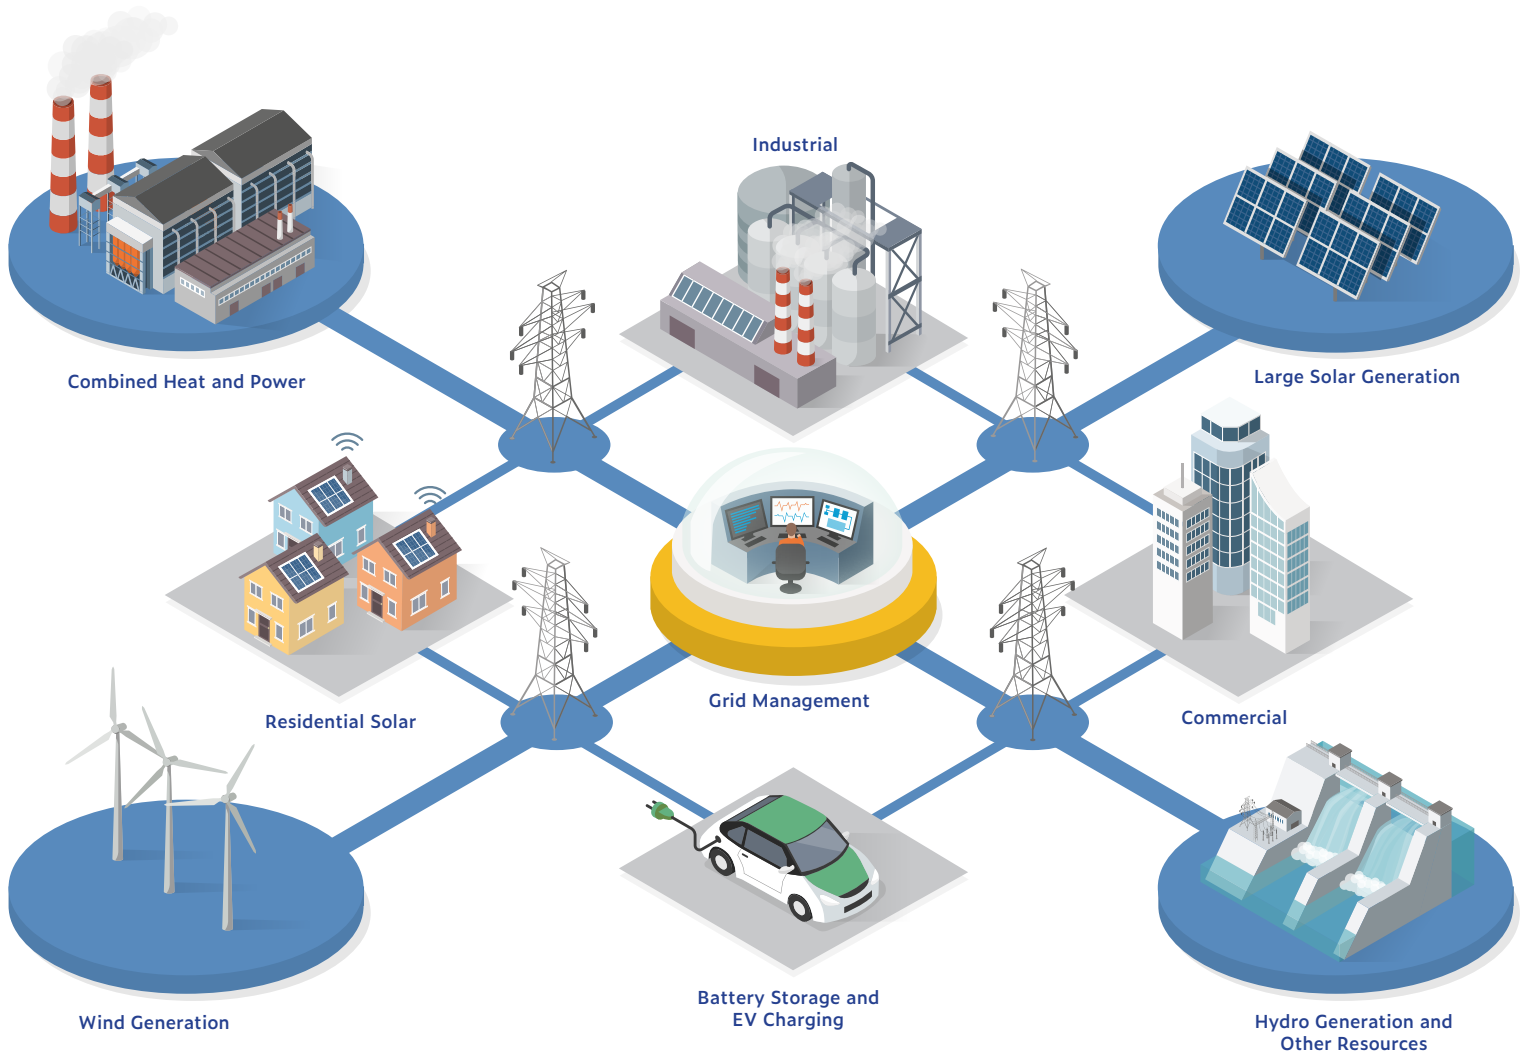 Industrial
Combined Heat and Power
Large Solar Generation
Residential Solar
Grid Management
Commercial
Wind Generation
Battery Storage and
EV Charging
Hydro Generation and
Other Resources